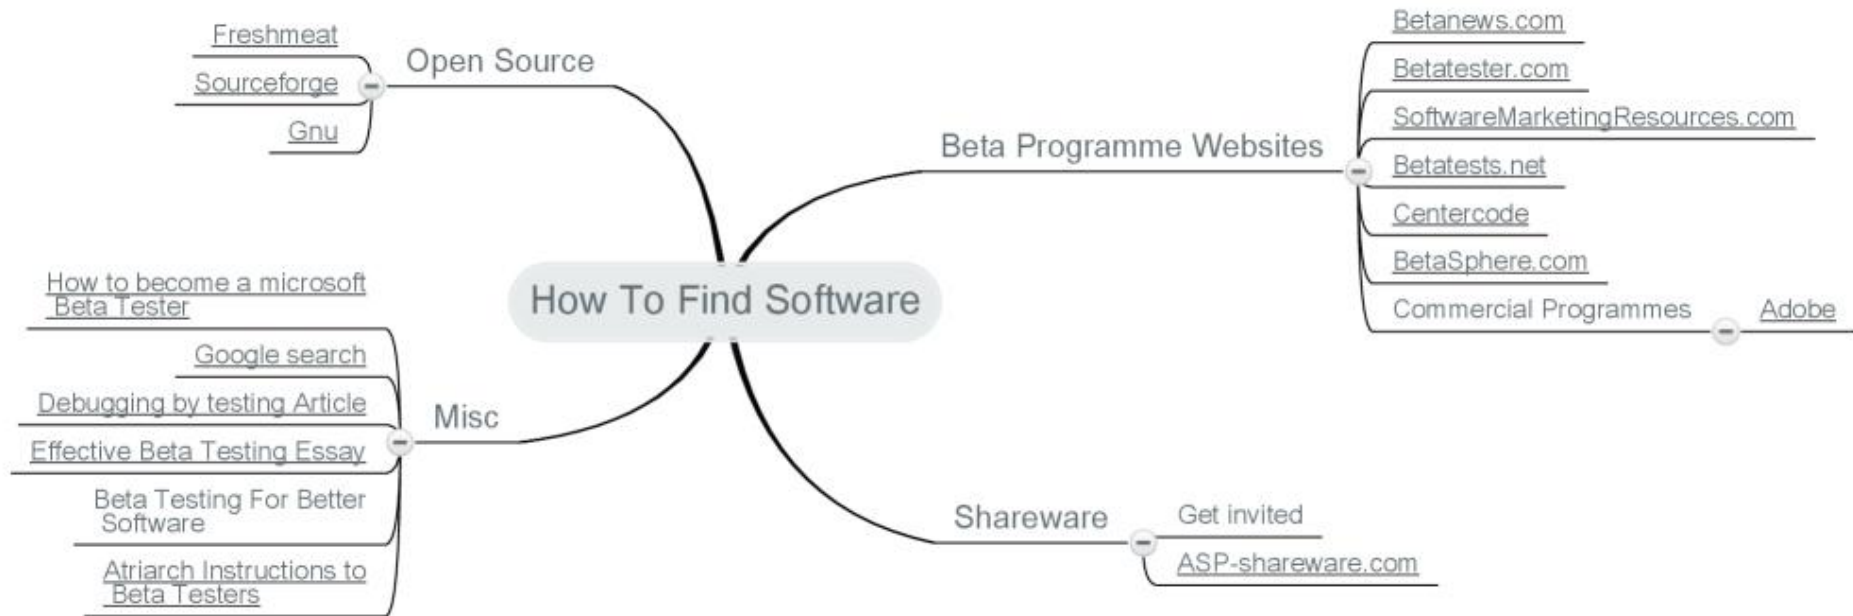 How To Find Software
Open Source
Freshmeat
Sourceforge
Gnu
Beta Programme Websites
Betanews.com
Betatester.com
SoftwareMarketingResources.com
Betatests.net
Centercode
BetaSphere.com
Commercial Programmes
Adobe
Misc
How to become a microsoft
Beta Tester
Google search
Debugging by testing Article
Effective Beta Testing Essay
Beta Testing For Better
Software
Atriarch Instructions to
Beta Testers
Shareware
Get invited
ASP-shareware.com